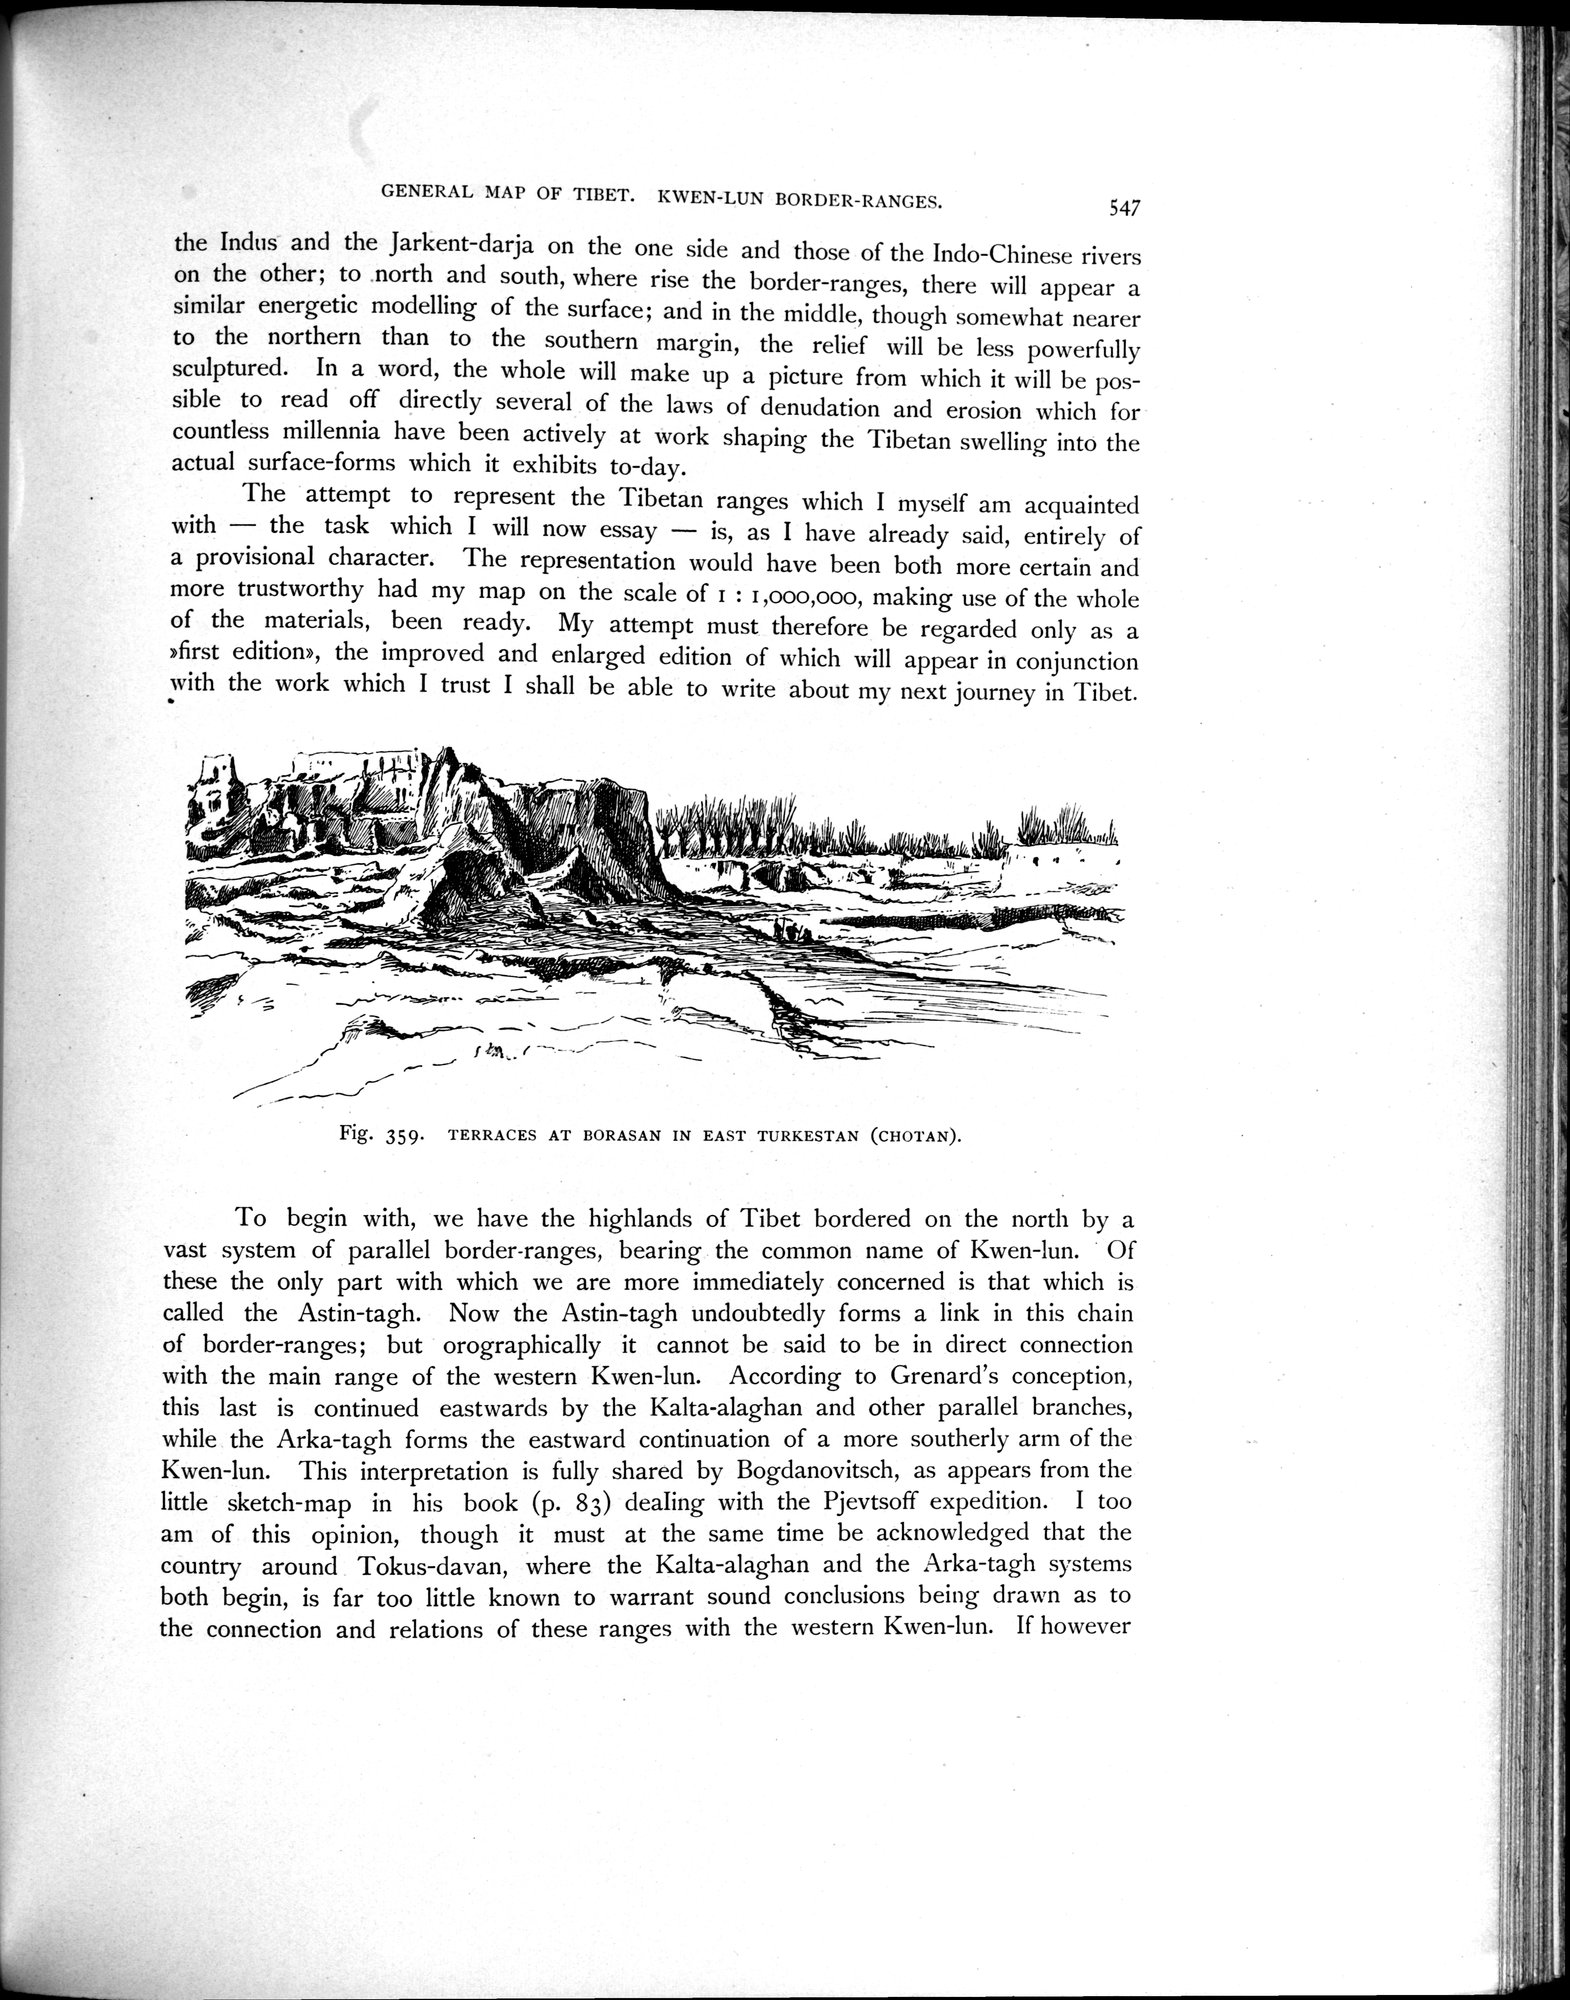 GENERAL MAP OF TIBET. KWEN-LUN BORDER-RANGES. 547
the Indus and the Jarkent-darja on the one side and those of the Indo-Chinese rivers
on the other; to north and south, where rise the border-ranges, there will appear a
similar energetic modelling of the surface; and in the middle, though somewhat nearer
to the northern than to the southern margin, the relief will be less powerfully
sculptured. In a word, the whole will make up a picture from which it will be pos-
sible to read off directly several of the laws of denudation and erosion which for
countless millennia have been actively at work shaping the Tibetan swelling into the
actual surface-forms which it exhibits to-day.
The attempt to represent the Tibetan ranges which I myself am acquainted
with — the task which I will now essay — is, as I have already said, entirely of
a provisional character. The representation would have been both more certain and
more trustworthy had my map on the scale of 1 : 1,000,000, making use of the whole
of the materials, been ready. My attempt must therefore be regarded only as a
»first edition», the improved and enlarged edition of which will appear in conjunction
with the work which I trust I shall be able to write about my next journey in Tibet.
Fig. 359. TERRACES AT BORASAN IN EAST TURKESTAN (CHOTAN).
To begin with, we have the highlands of Tibet bordered on the north by a
vast system of parallel border-ranges, bearing the common name of Kwen-lun. Of
these the only part with which we are more immediately concerned is that which is
called the Astin-tagh. Now the Astin-tagh undoubtedly forms a link in this chain
of border-ranges; but orographically it cannot be said to be in direct connection
with the main range of the western Kwen-lun. According to Grenard's conception,
this last is continued eastwards by the Kalta-alaghan and other parallel branches,
while the Arka-tagh forms the eastward continuation of a more southerly arm of the
Kwen-lun. This interpretation is fully shared by Bogdanovitsch, as appears from the
little sketch-map in his book (p. 83) dealing with the Pjevtsoff expedition. I too
am of this opinion, though it must at the same time be acknowledged that the
country around Tokus-davan, where the Kalta-alaghan and the Arka-tagh systems
both begin, is far too little known to warrant sound conclusions being drawn as to
the connection and relations of these ranges with the western Kwen-lun. If however